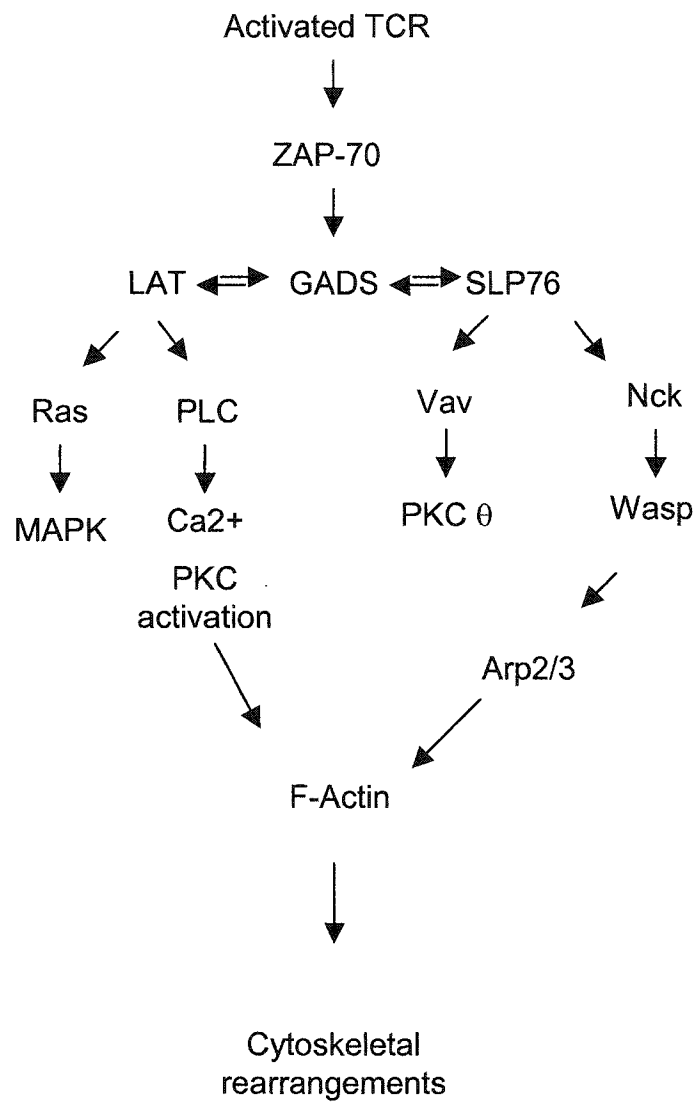 Activated TCR
ZAP-70
LAT GADS SLP76
Ras PLC Vav Nck
MAPK Ca2+ PKC θ Wasp
PKC
activation
Arp2/3
F-Actin
Cytoskeletal
rearrangements